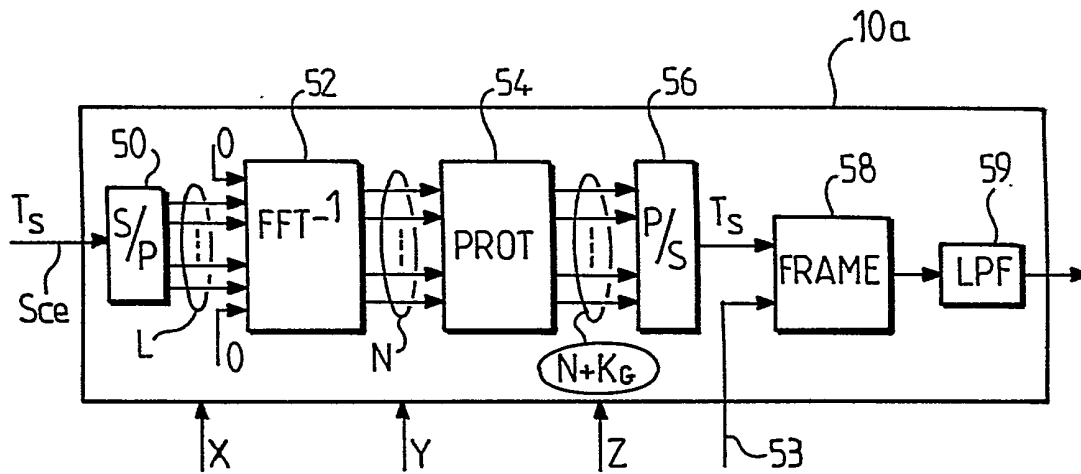 10a
52
54
56
50
0
58
59
Ts
S/P
FFT-1
PROT
P/S
Ts
FRAME
LPF
Sce
L
0
N
N+KG
X
Y
Z
53